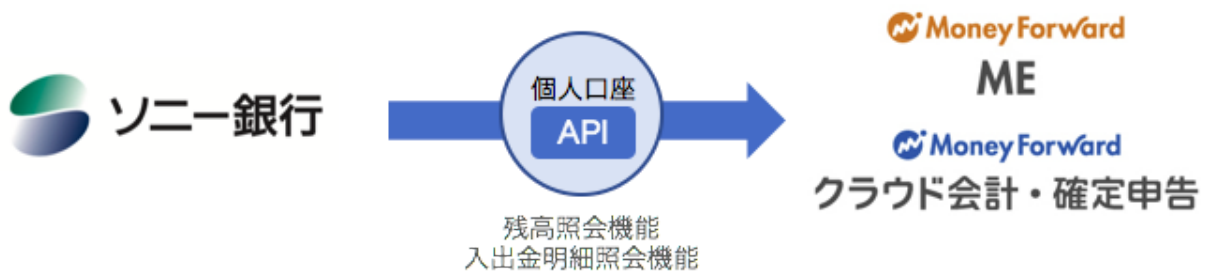 ソニー銀行
個人口座
API
残高照会機能
入出金明細照会機能
Money Forward
ME
Money Forward
クラウド会計・確定申告